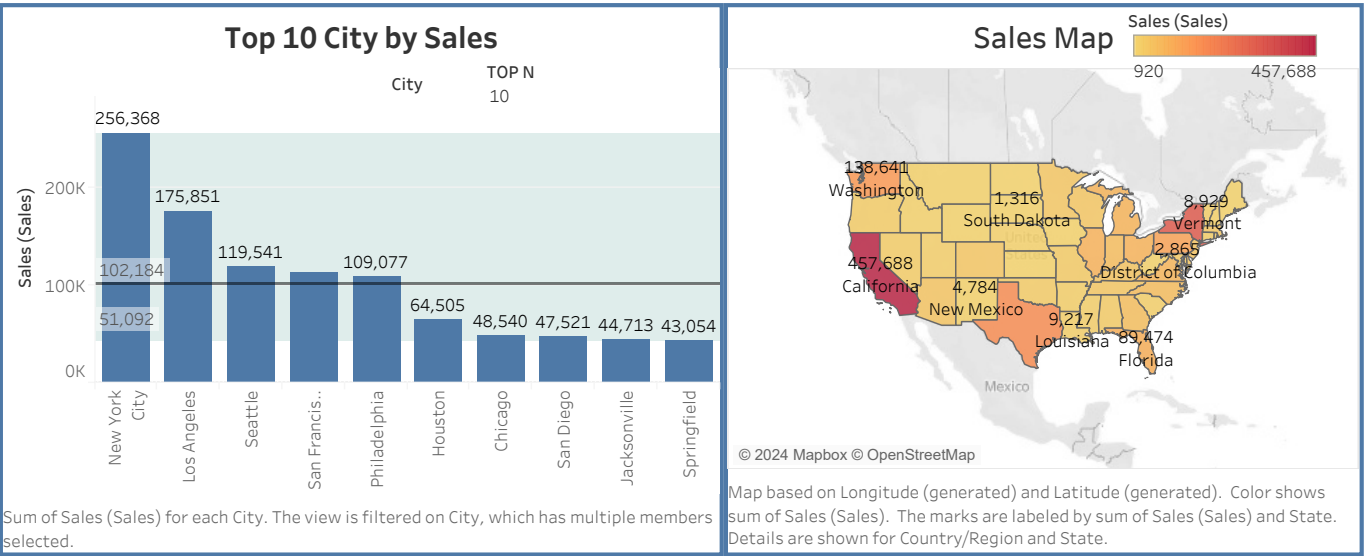 Top 10 City by Sales
City
TOP N
10
Sales (Sales)
200K
100K
0K
256,368
175,851
119,541
109,077
64,505
48,540
47,521
44,713
43,054
102,184
51,092
New York
City
Los Angeles
Seattle
San Francis..
Philadelphia
Houston
Chicago
San Diego
Jacksonville
Springfield
Sum of Sales (Sales) for each City. The view is filtered on City, which has multiple members
selected.
Sales Map
Sales (Sales)
920
457,688
138,641
Washington
1,316
South Dakota
United
States
8,929
Vermont
2,865
District of Columbia
457,688
California
4,784
New Mexico
9,217
Louisiana
89,474
Florida
Mexico
© 2024 Mapbox © OpenStreetMap
Map based on Longitude (generated) and Latitude (generated). Color shows
sum of Sales (Sales). The marks are labeled by sum of Sales (Sales) and State.
Details are shown for Country/Region and State.